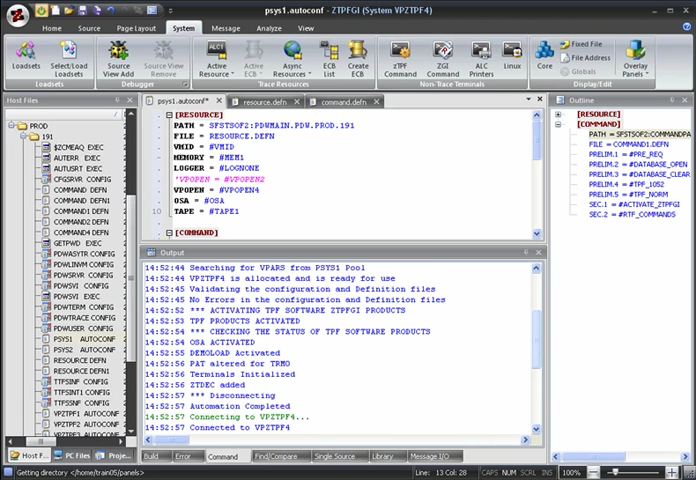 psys1.autoconf - ZTPFGI (System VPZTPF4)
Home Source Page Layout System Message Analyze View
Loadsets Select/Load Loadsets Source View Add Source View Remove Active Resource Active ECB Async Resources ECB List Create ECB zTPF Command ZGI Command ALC Printers Linux Core Fixed File File Address Globals Overlay Panels
ALC1
Loadsets Debugger Trace Resources Non-Trace Terminals Display/Edit
Host Files
PROD
191
$ZCMEAQ EXEC
AUTERR EXEC
AUTUSRT EXEC
CFGSRVR CONFIG
COMMAND DEFN
COMMAND DEFN1
COMMAND1 DEFN
COMMAND2 DEFN
COMMAND4 DEFN
GETPWD EXEC
PDWASYTR CONFIG
PDWLINVM CONFIG
PDWSRVR CONFIG
PDWSVI CONFIG
PDWSVI EXEC
PDWTERM CONFIG
PDWTRACE CONFIG
PDWUSER CONFIG
PSYS1 AUTOCONF
PSYS2 AUTOCONF
RESOURCE DEFN
RESOURCE DEFN1
TTFSINF CONFIG
TTFSINT1 CONFIG
TTFSSNF CONFIG
VPZTPF1 AUTOCONF
VPZTPF2 AUTOCONF
VPZTPF3 AUTOCONF
Host F... PC Files Proje...
psys1.autoconf* resource.defn command.defn
[RESOURCE]
PATH = SFSTSOF2:PDWMAIN.PDW.PROD.191
FILE = RESOURCE.DEFN
VMID = #VMID
MEMORY = #MEM1
LOGGER = #LOGNONE
'VPOPEN = #VPOPEN2
VPOPEN = #VPOPEN4
OSA = #OSA
10 TAPE = #TAPE1
[COMMAND]
Output
14:52:44 Searching for VPARS from PSYS1 Pool
14:52:44 VPZTPF4 is allocated and is ready for use
14:52:45 Validating the configuration and Definition files
14:52:45 No Errors in the configuration and Definition files
14:52:52 *** ACTIVATING TPF SOFTWARE ZTPFGI PRODUCTS
14:52:53 TPF PRODUCTS ACTIVATED
14:52:54 *** CHECKING THE STATUS OF TPF SOFTWARE PRODUCTS
14:52:54 OSA ACTIVATED
14:52:55 DEMOLOAD Activated
14:52:56 PAT altered for TRMO
14:52:56 Terminals Initialized
14:52:56 ZTDEC added
14:52:57 *** Disconnecting
14:52:57 Automation Completed
14:52:57 Connecting to VPZTPF4...
14:52:57 Connected to VPZTPF4
Build Error Command Find/Compare Single Source Library Message I/O
Outline
[RESOURCE]
[COMMAND]
PATH = SFSTSOF2:COMMANDPA
FILE = COMMAND1.DEFN
PRELIM.1 = #PRE_REQ
PRELIM.2 = #DATABASE_OPEN
PRELIM.3 = #DATABASE_CLEAR
PRELIM.4 = #TPF_1052
PRELIM.5 = #TPF_NORM
SEC.1 = #ACTIVATE_ZTPFGI
SEC.2 = #RTF_COMMANDS
Getting directory </home/train05/panels> Line: 13 Col: 28 CAPS NUM SCRL INS 100%